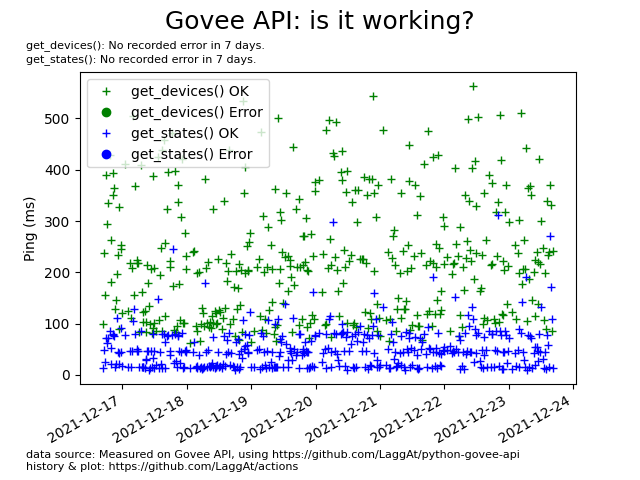 Govee API: is it working?
get_devices(): No recorded error in 7 days.
get_states(): No recorded error in 7 days.
get_devices() OK
get_devices() Error
get_states() OK
get_states() Error
Ping (ms)
500
400
300
200
100
0
2021-12-17
2021-12-18
2021-12-19
2021-12-20
2021-12-21
2021-12-22
2021-12-23
2021-12-24
data source: Measured on Govee API, using https://github.com/LaggAt/python-govee-api
history & plot: https://github.com/LaggAt/actions